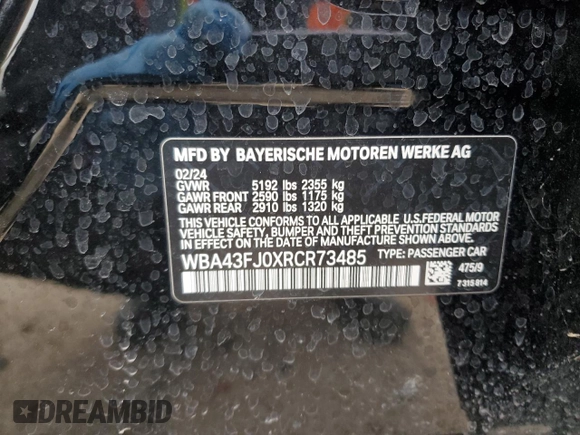 MFD BY BAYERISCHE MOTOREN WERKE AG
02/24
GVWR 5192 lbs 2355 kg
GAWR FRONT 2590 lbs 1175 kg
GAWR REAR 2910 lbs 1320 kg
THIS VEHICLE CONFORMS TO ALL APPLICABLE U.S.FEDERAL MOTOR
VEHICLE SAFETY, BUMPER AND THEFT PREVENTION STANDARDS
IN EFFECT ON THE DATE OF MANUFACTURE SHOWN ABOVE.
WBA43FJ0XRCR73485 TYPE: PASSENGER CAR
475/9
7 315 814
DREAMBID